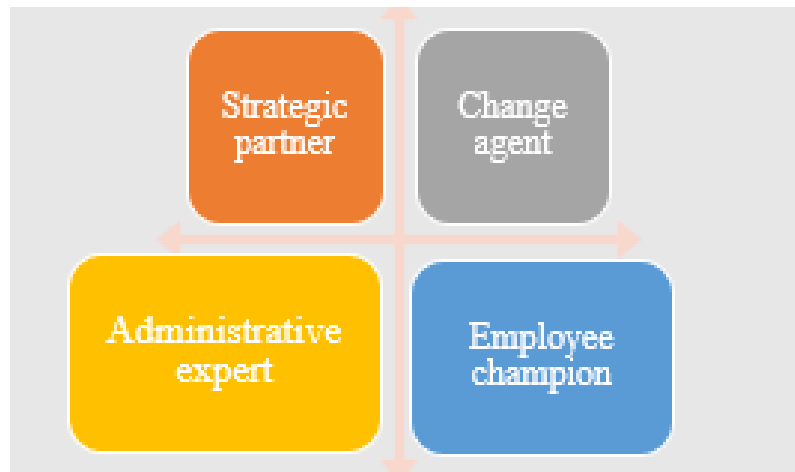 Strategic
partner
Change
agent
Administrative
expert
Employee
champion